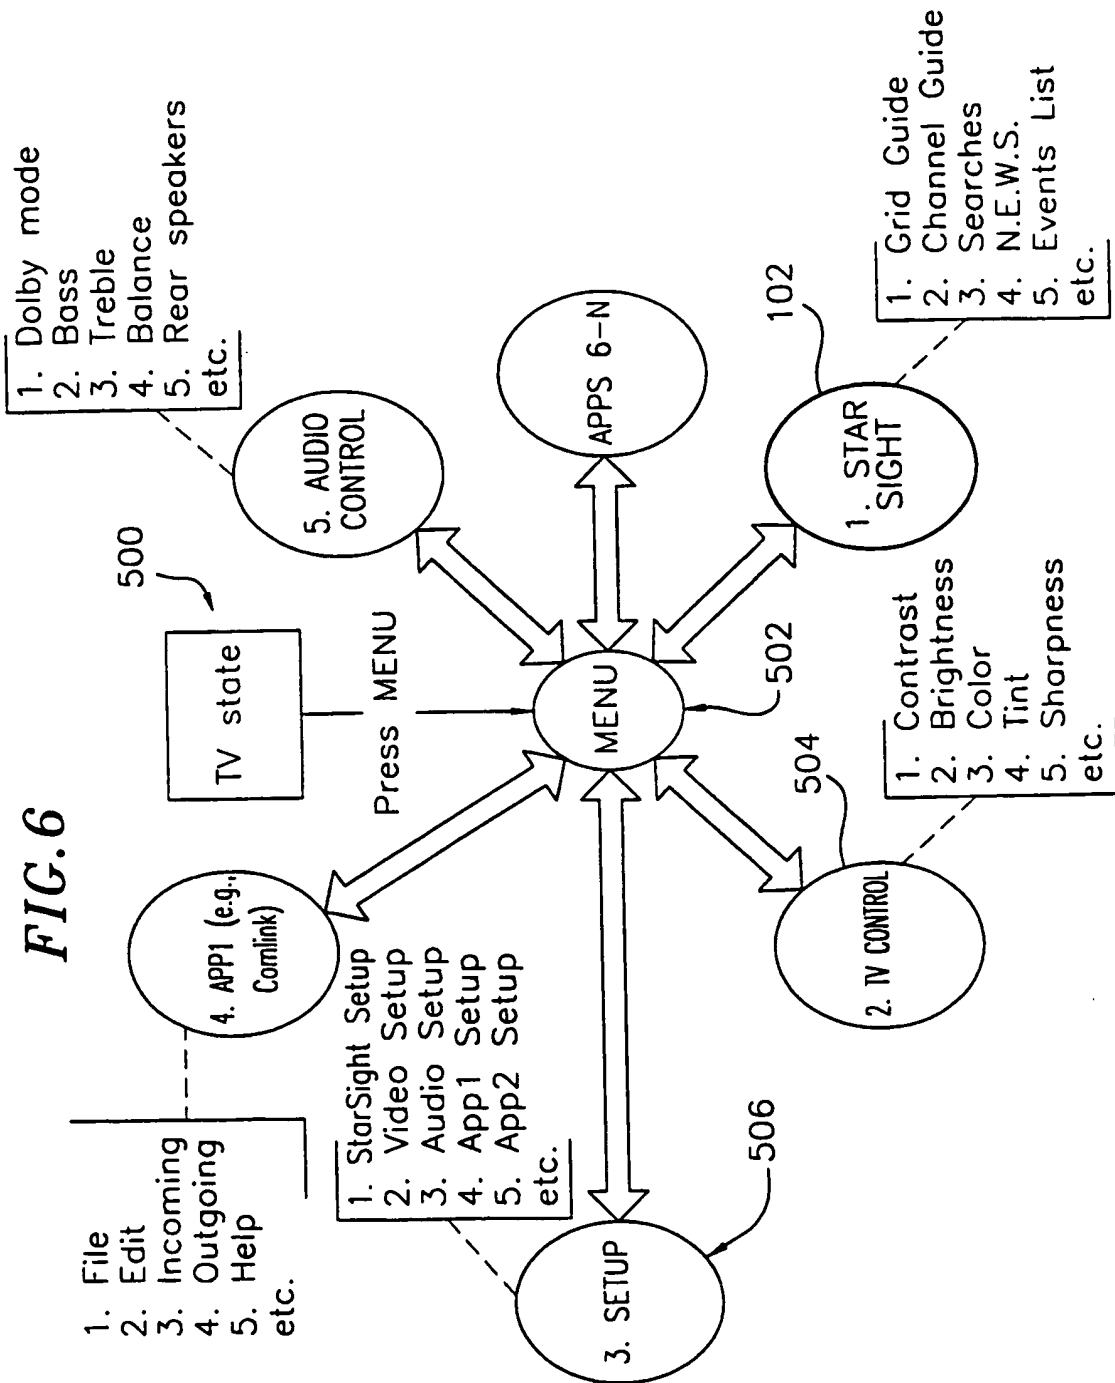 FIG. 6
TV state
500
Press MENU
MENU
502
4. APP1 (e.g.,
Comlink)
1. File
2. Edit
3. Incoming
4. Outgoing
5. Help
etc.
5. AUDIO
CONTROL
1. Dolby mode
2. Bass
3. Treble
4. Balance
5. Rear speakers
etc.
APPS 6-N
3. SETUP
506
1. StarSight Setup
2. Video Setup
3. Audio Setup
4. App1 Setup
5. App2 Setup
etc.
2. TV CONTROL
504
1. Contrast
2. Brightness
3. Color
4. Tint
5. Sharpness
etc.
1. STAR
SIGHT
102
1. Grid Guide
2. Channel Guide
3. Searches
4. N.E.W.S.
5. Events List
etc.